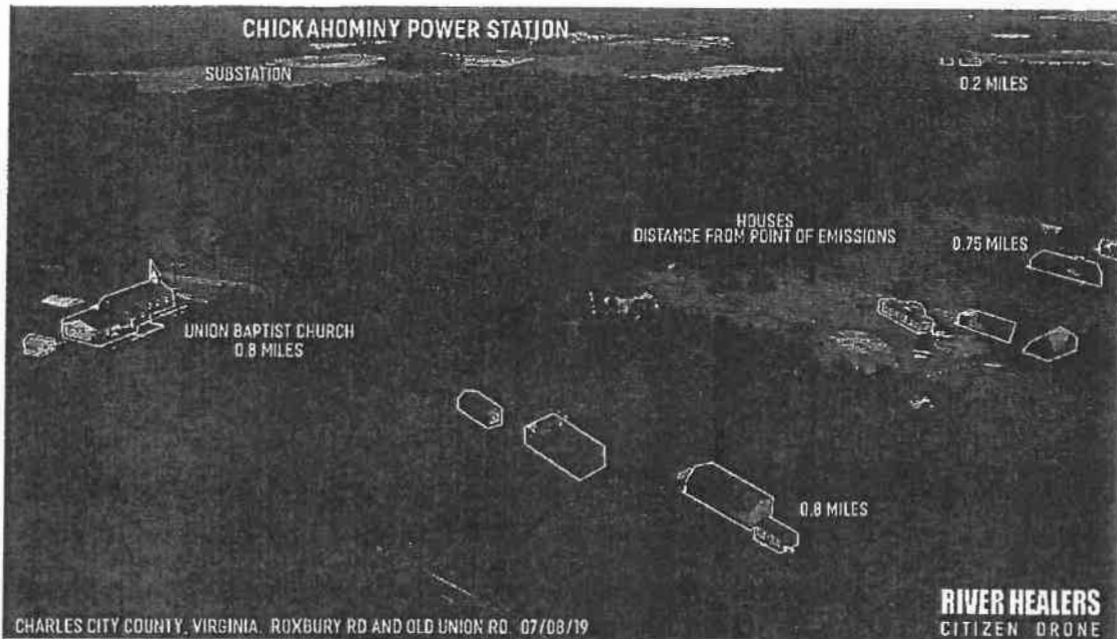 CHICKAHOMINY POWER STATION
SUBSTATION
0.2 MILES
HOUSES
DISTANCE FROM POINT OF EMISSIONS
0.75 MILES
UNION BAPTIST CHURCH
0.8 MILES
0.8 MILES
RIVER HEALERS
CITIZEN DRONE
CHARLES CITY COUNTY, VIRGINIA. ROXBURY RD AND OLD UNION RD. 07/08/19